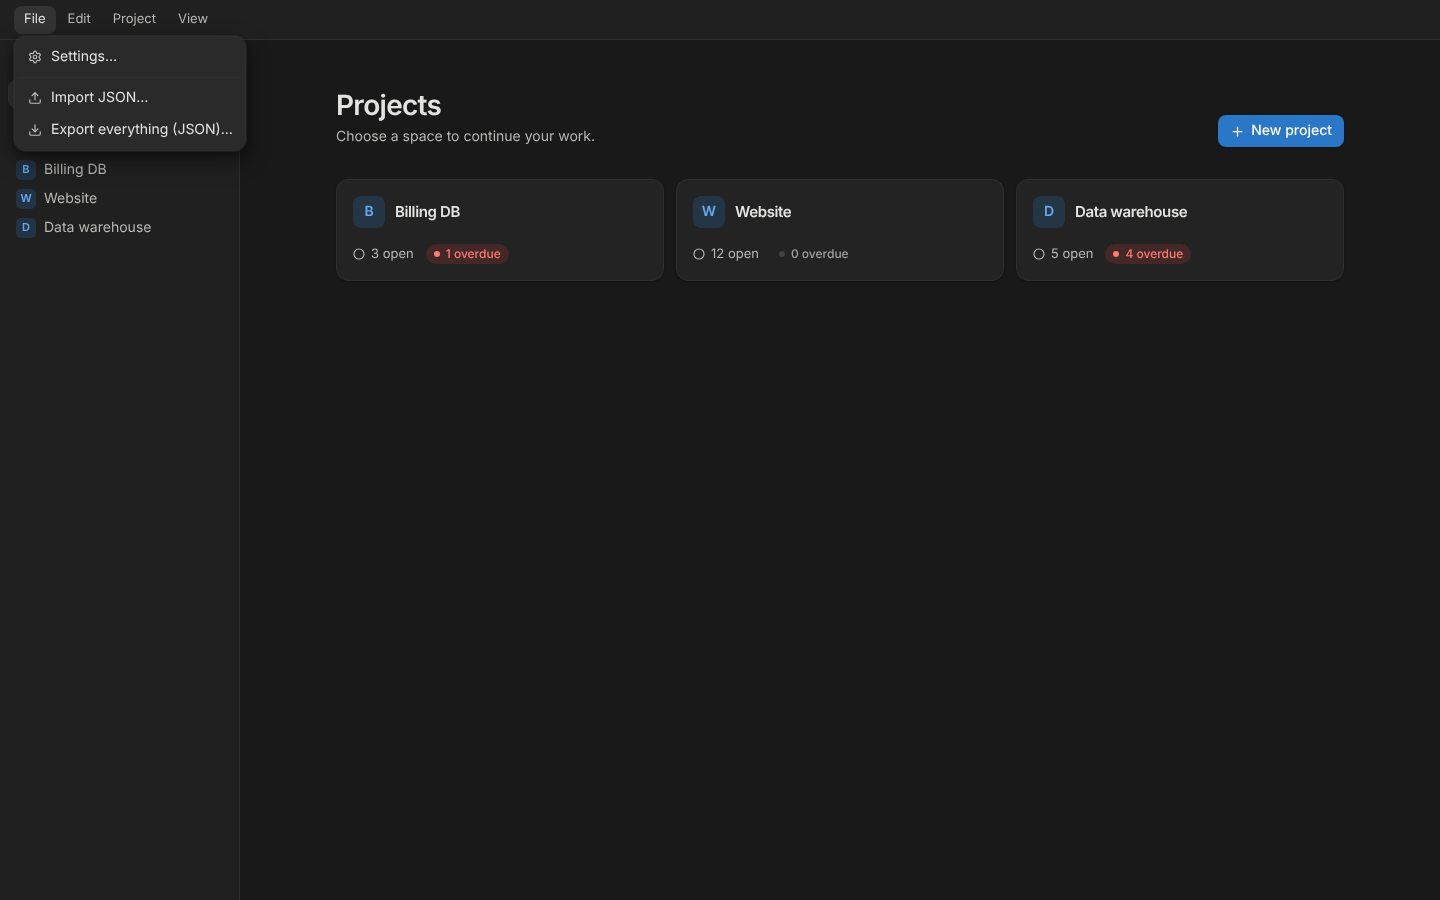 File Edit Project View
Settings...
Import JSON...
Export everything (JSON)...
B Billing DB
W Website
D Data warehouse
Projects
Choose a space to continue your work.
New project
B Billing DB
3 open 1 overdue
W Website
12 open 0 overdue
D Data warehouse
5 open 4 overdue